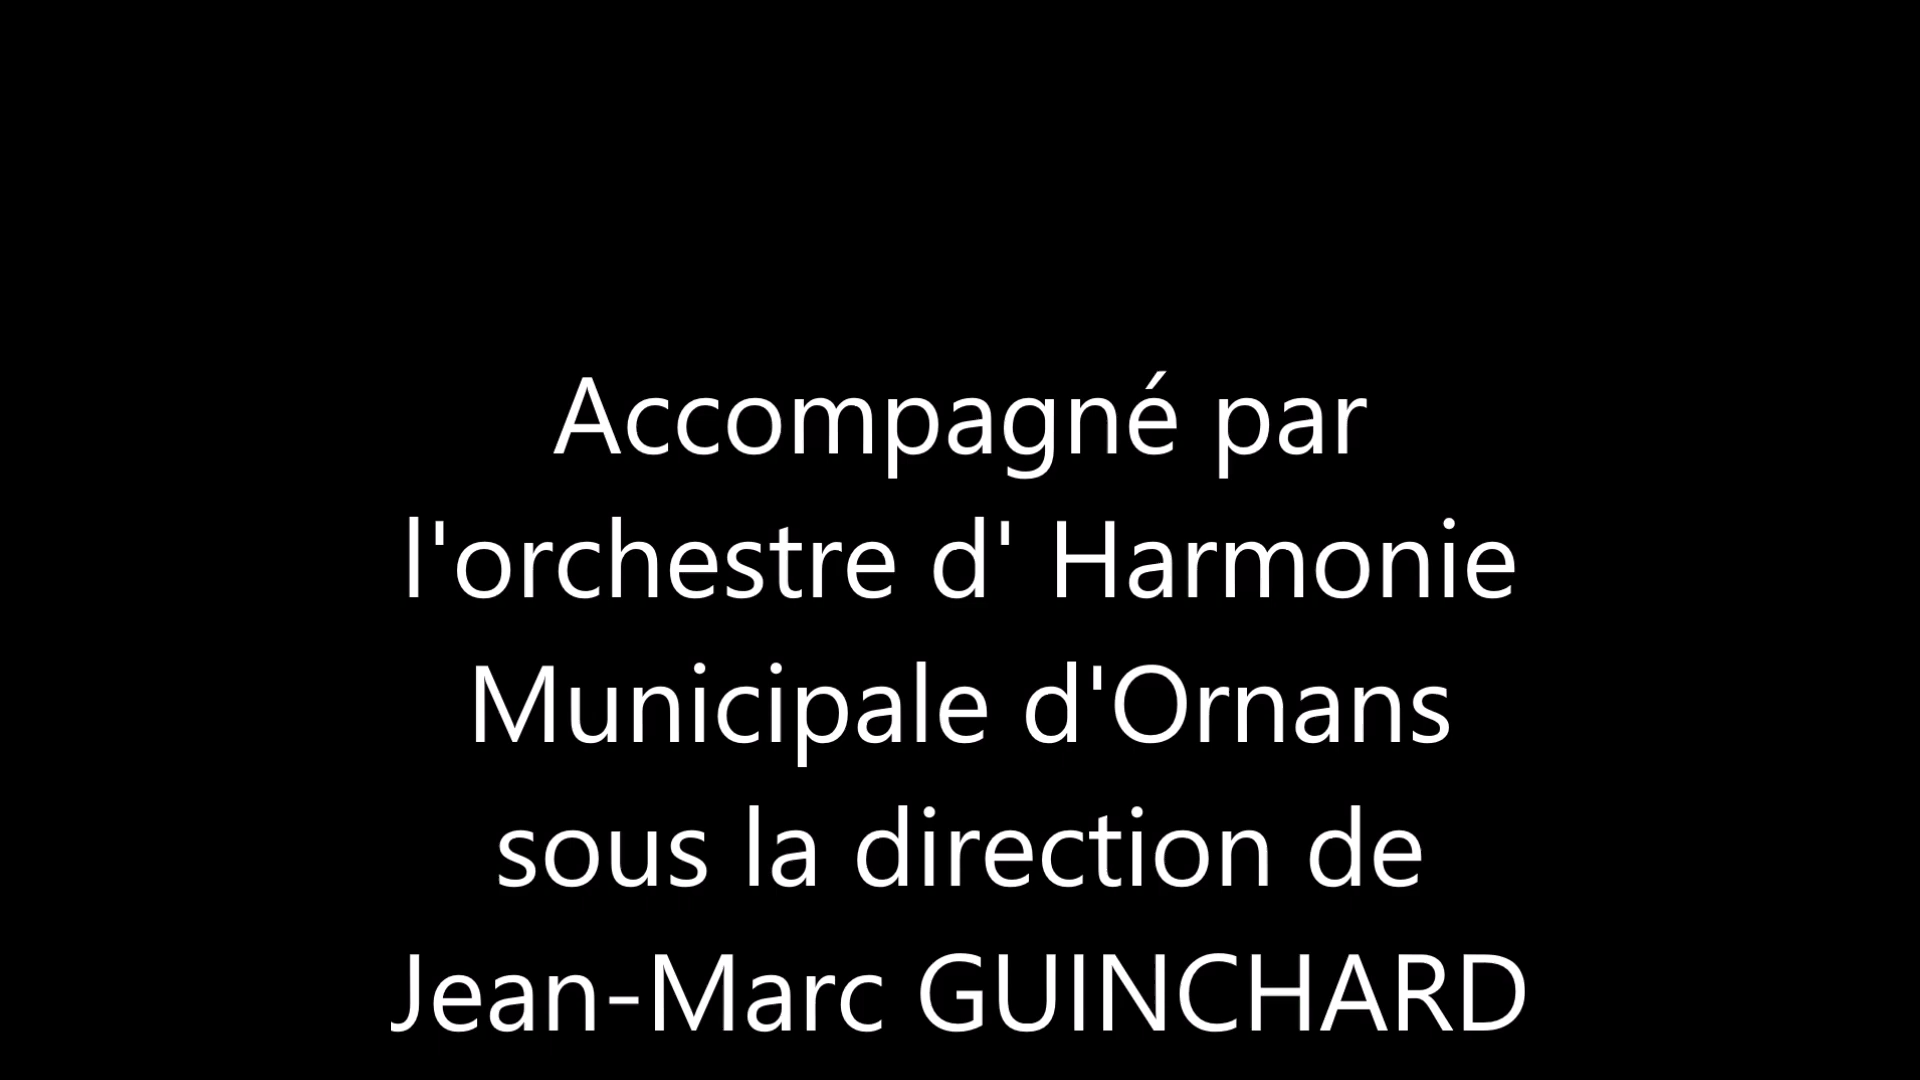 Accompagné par
l'orchestre d' Harmonie
Municipale d'Ornans
sous la direction de
Jean-Marc GUINCHARD